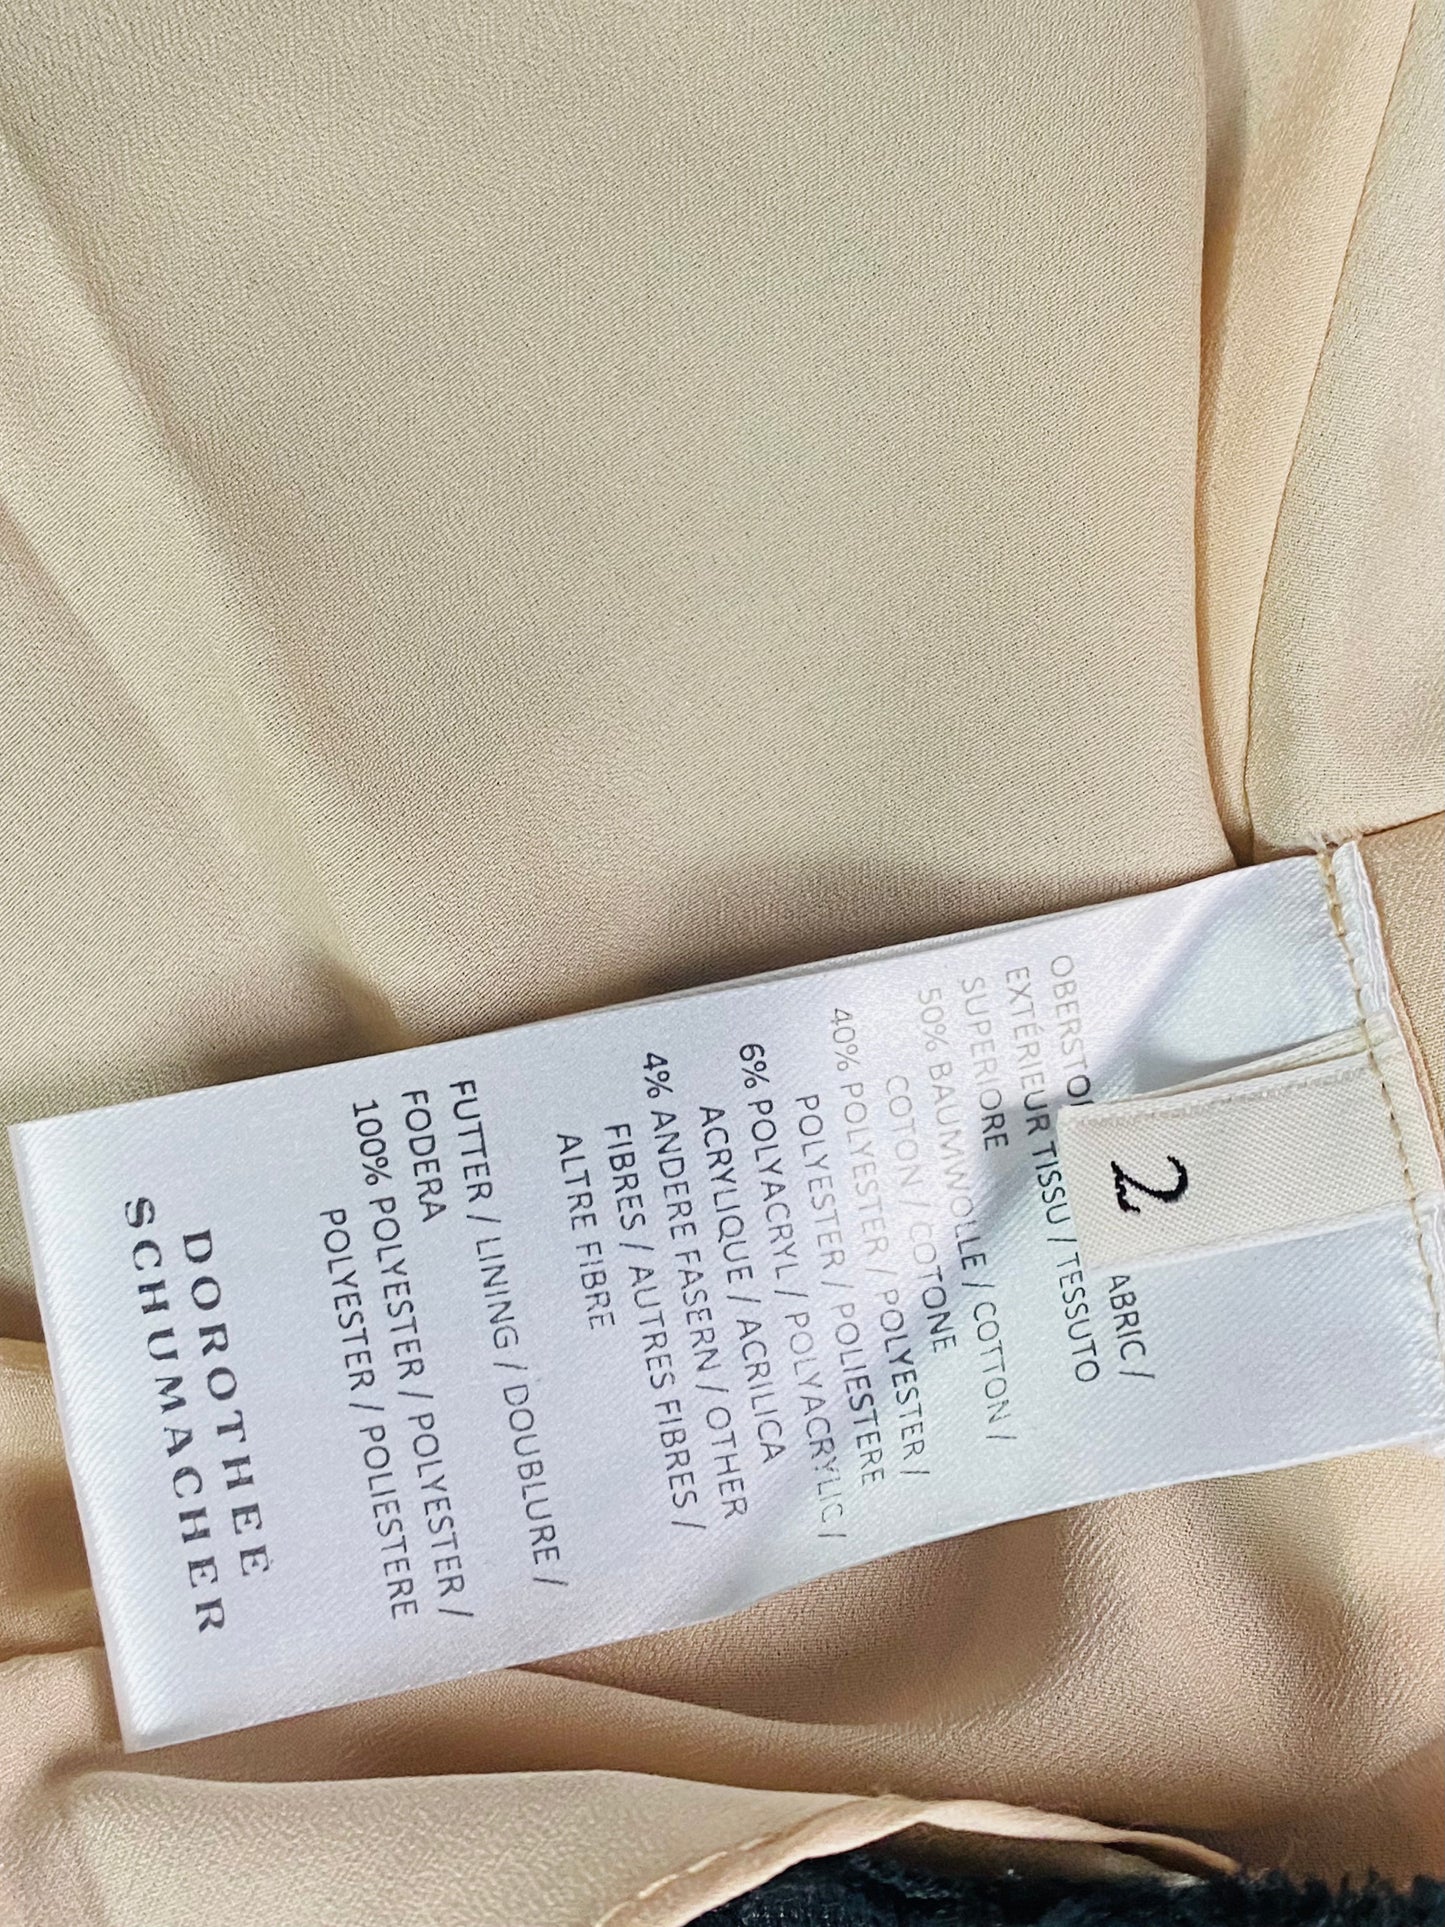 2
ABRIC /
EXTÉRIEUR TISSU / TESSUTO
SUPERIORE
50% BAUMWOLLE / COTTON /
COTON / COTONE
40% POLYESTER / POLYESTER /
POLYESTER / POLIESTERE
6% POLYACRYL / POLYACRYLIC /
ACRYLIQUE / ACRILICA
4% ANDERE FASERN / OTHER
FIBRES / AUTRES FIBRES /
ALTRE FIBRE
FUTTER / LINING / DOUBLURE /
FODERA
100% POLYESTER / POLYESTER /
POLYESTER / POLIESTERE
DOROTHEE
SCHUMACHER